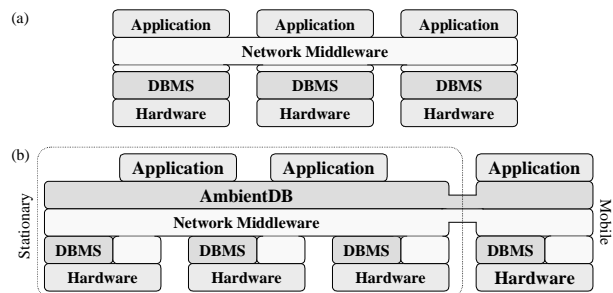 (a)
Application Application Application
Network Middleware
DBMS DBMS DBMS
Hardware Hardware Hardware
(b)
Stationary
Application Application Application
AmbientDB
Network Middleware
DBMS DBMS DBMS DBMS
Hardware Hardware Hardware Hardware
Mobile